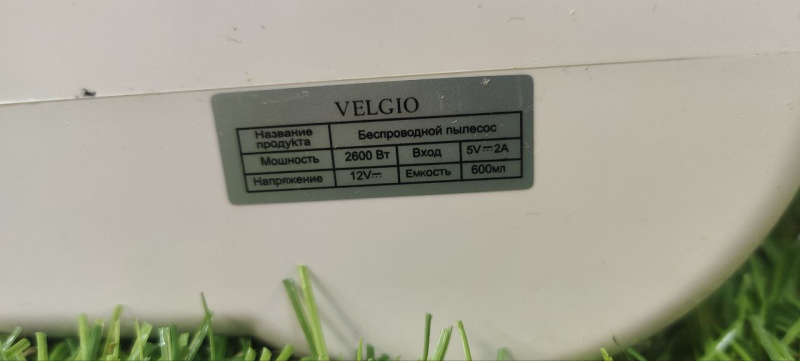 VELGIO
Название продукта Беспроводной пылесос
Мощность 2600 Вт Вход 5V⎓2A
Напряжение 12V⎓ Емкость 600мл